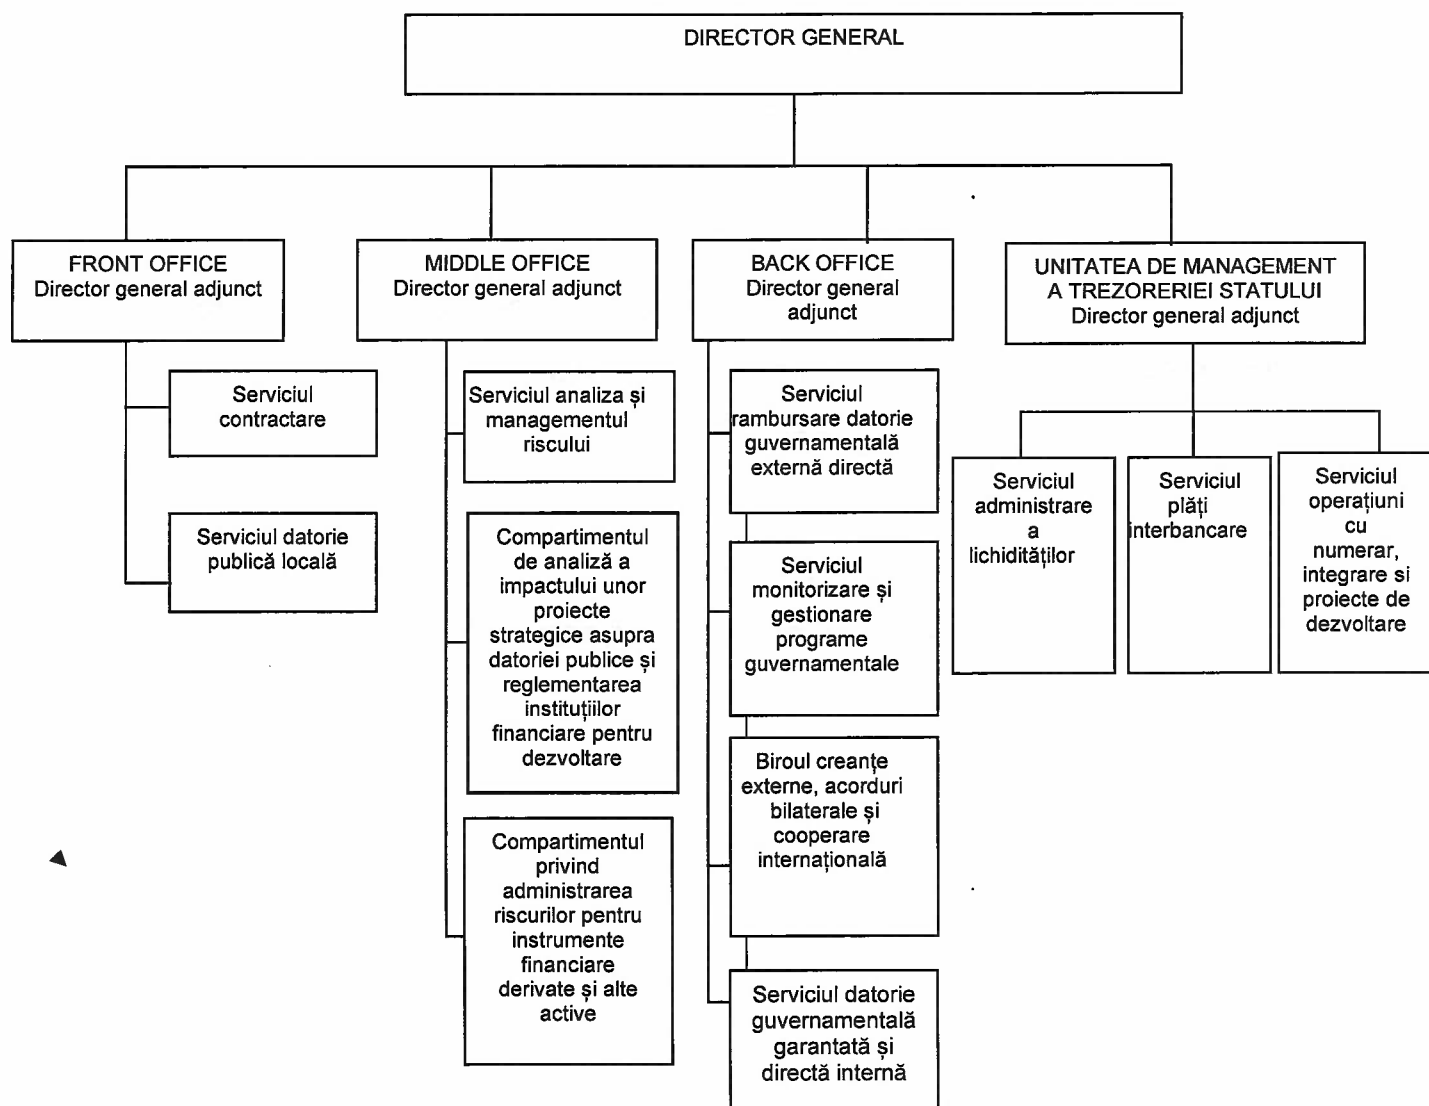 DIRECTOR GENERAL
FRONT OFFICE
Director general adjunct
MIDDLE OFFICE
Director general adjunct
BACK OFFICE
Director general
adjunct
UNITATEA DE MANAGEMENT
A TREZORERIEI STATULUI
Director general adjunct
Serviciul
contractare
Serviciul datorie
publică locală
Serviciul analiza și
managementul
riscului
Compartimentul
de analiză a
impactului unor
proiecte
strategice asupra
datoriei publice și
reglementarea
instituțiilor
financiare pentru
dezvoltare
Compartimentul
privind
administrarea
riscurilor pentru
instrumente
financiare
derivate și alte
active
Serviciul
rambursare datorie
guvernamentală
externă directă
Serviciul
monitorizare și
gestionare
programe
guvernamentale
Biroul creanțe
externe, acorduri
bilaterale și
cooperare
internațională
Serviciul datorie
guvernamentală
garantată și
directă internă
Serviciul
administrare
a
lichidităților
Serviciul
plăți
interbancare
Serviciul
operațiuni
cu
numerar,
integrare si
proiecte de
dezvoltare